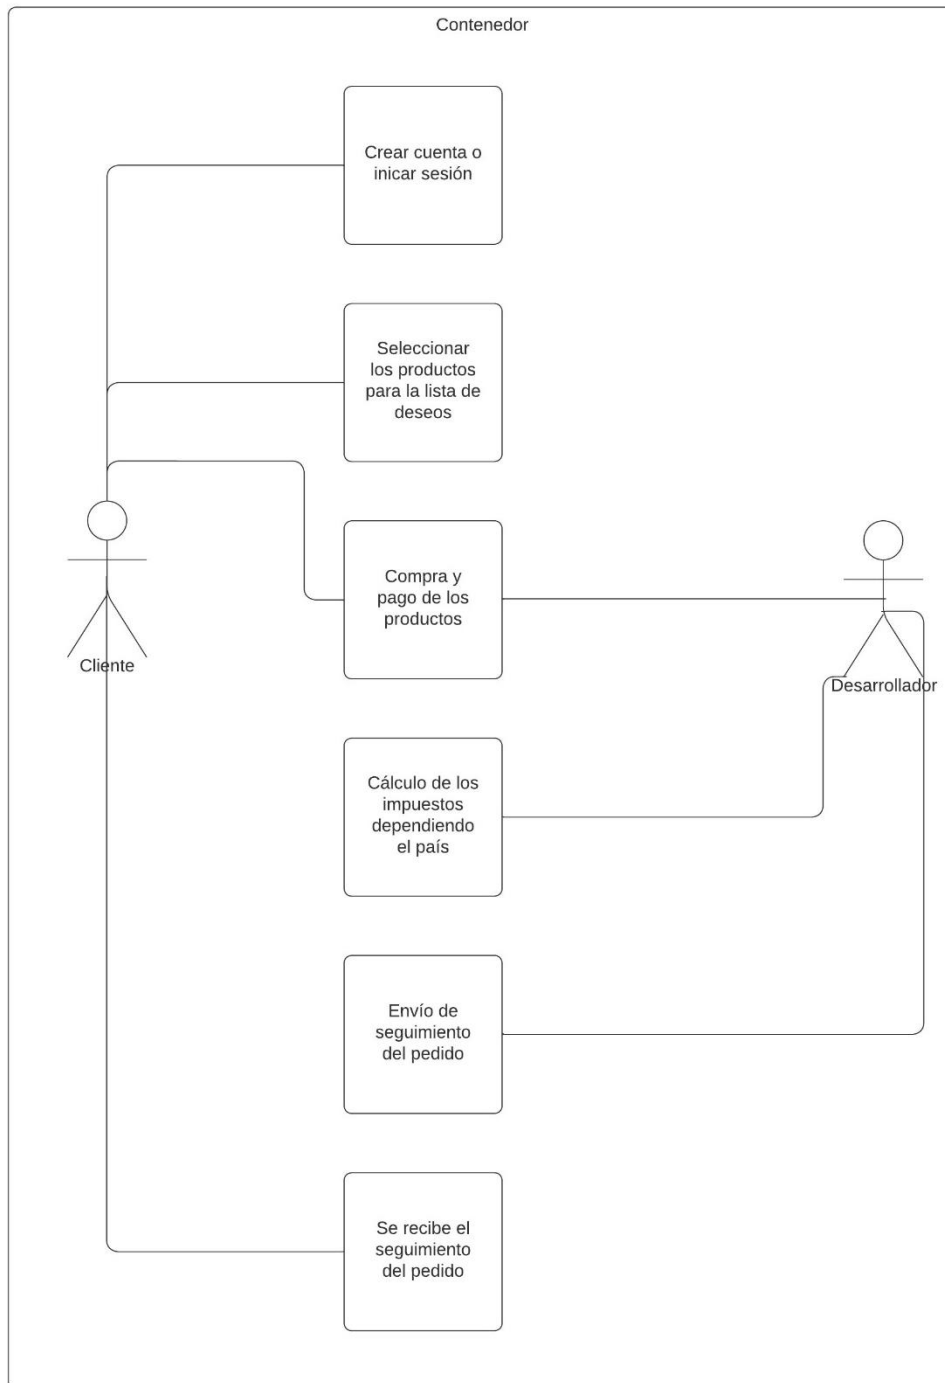 Contenedor
Crear cuenta o
inicar sesión
Seleccionar
los productos
para la lista de
deseos
Compra y
pago de los
productos
Cliente
Desarrollador
Cálculo de los
impuestos
dependiendo
el país
Envío de
seguimiento
del pedido
Se recibe el
seguimiento
del pedido